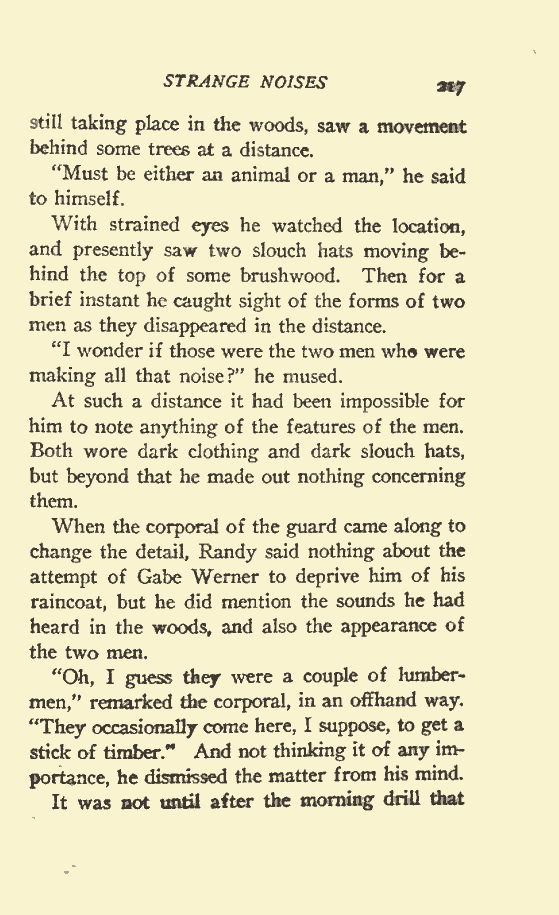 STRANGE NOISES 217
still taking place in the woods, saw a movement
behind some trees at a distance.
"Must be either an animal or a man," he said
to himself.
With strained eyes he watched the location,
and presently saw two slouch hats moving be-
hind the top of some brushwood. Then for a
brief instant he caught sight of the forms of two
men as they disappeared in the distance.
"I wonder if those were the two men who were
making all that noise?" he mused.
At such a distance it had been impossible for
him to note anything of the features of the men.
Both wore dark clothing and dark slouch hats,
but beyond that he made out nothing concerning
them.
When the corporal of the guard came along to
change the detail, Randy said nothing about the
attempt of Gabe Werner to deprive him of his
raincoat, but he did mention the sounds he had
heard in the woods, and also the appearance of
the two men.
"Oh, I guess they were a couple of lumber-
men," remarked the corporal, in an offhand way.
"They occasionally come here, I suppose, to get a
stick of timber." And not thinking it of any im-
portance, he dismissed the matter from his mind.
It was not until after the morning drill that